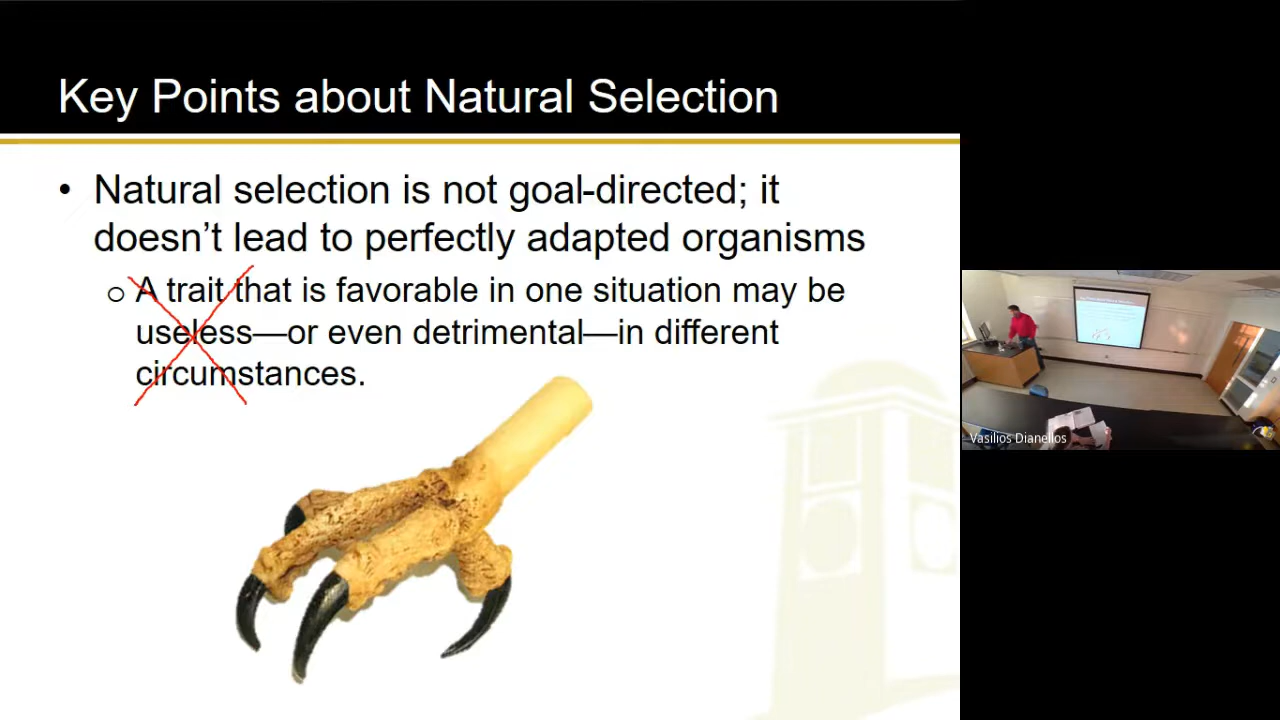 Key Points about Natural Selection
• Natural selection is not goal-directed; it
doesn’t lead to perfectly adapted organisms
o A trait that is favorable in one situation may be
useless—or even detrimental—in different
circumstances.
Vasilios Dianellos